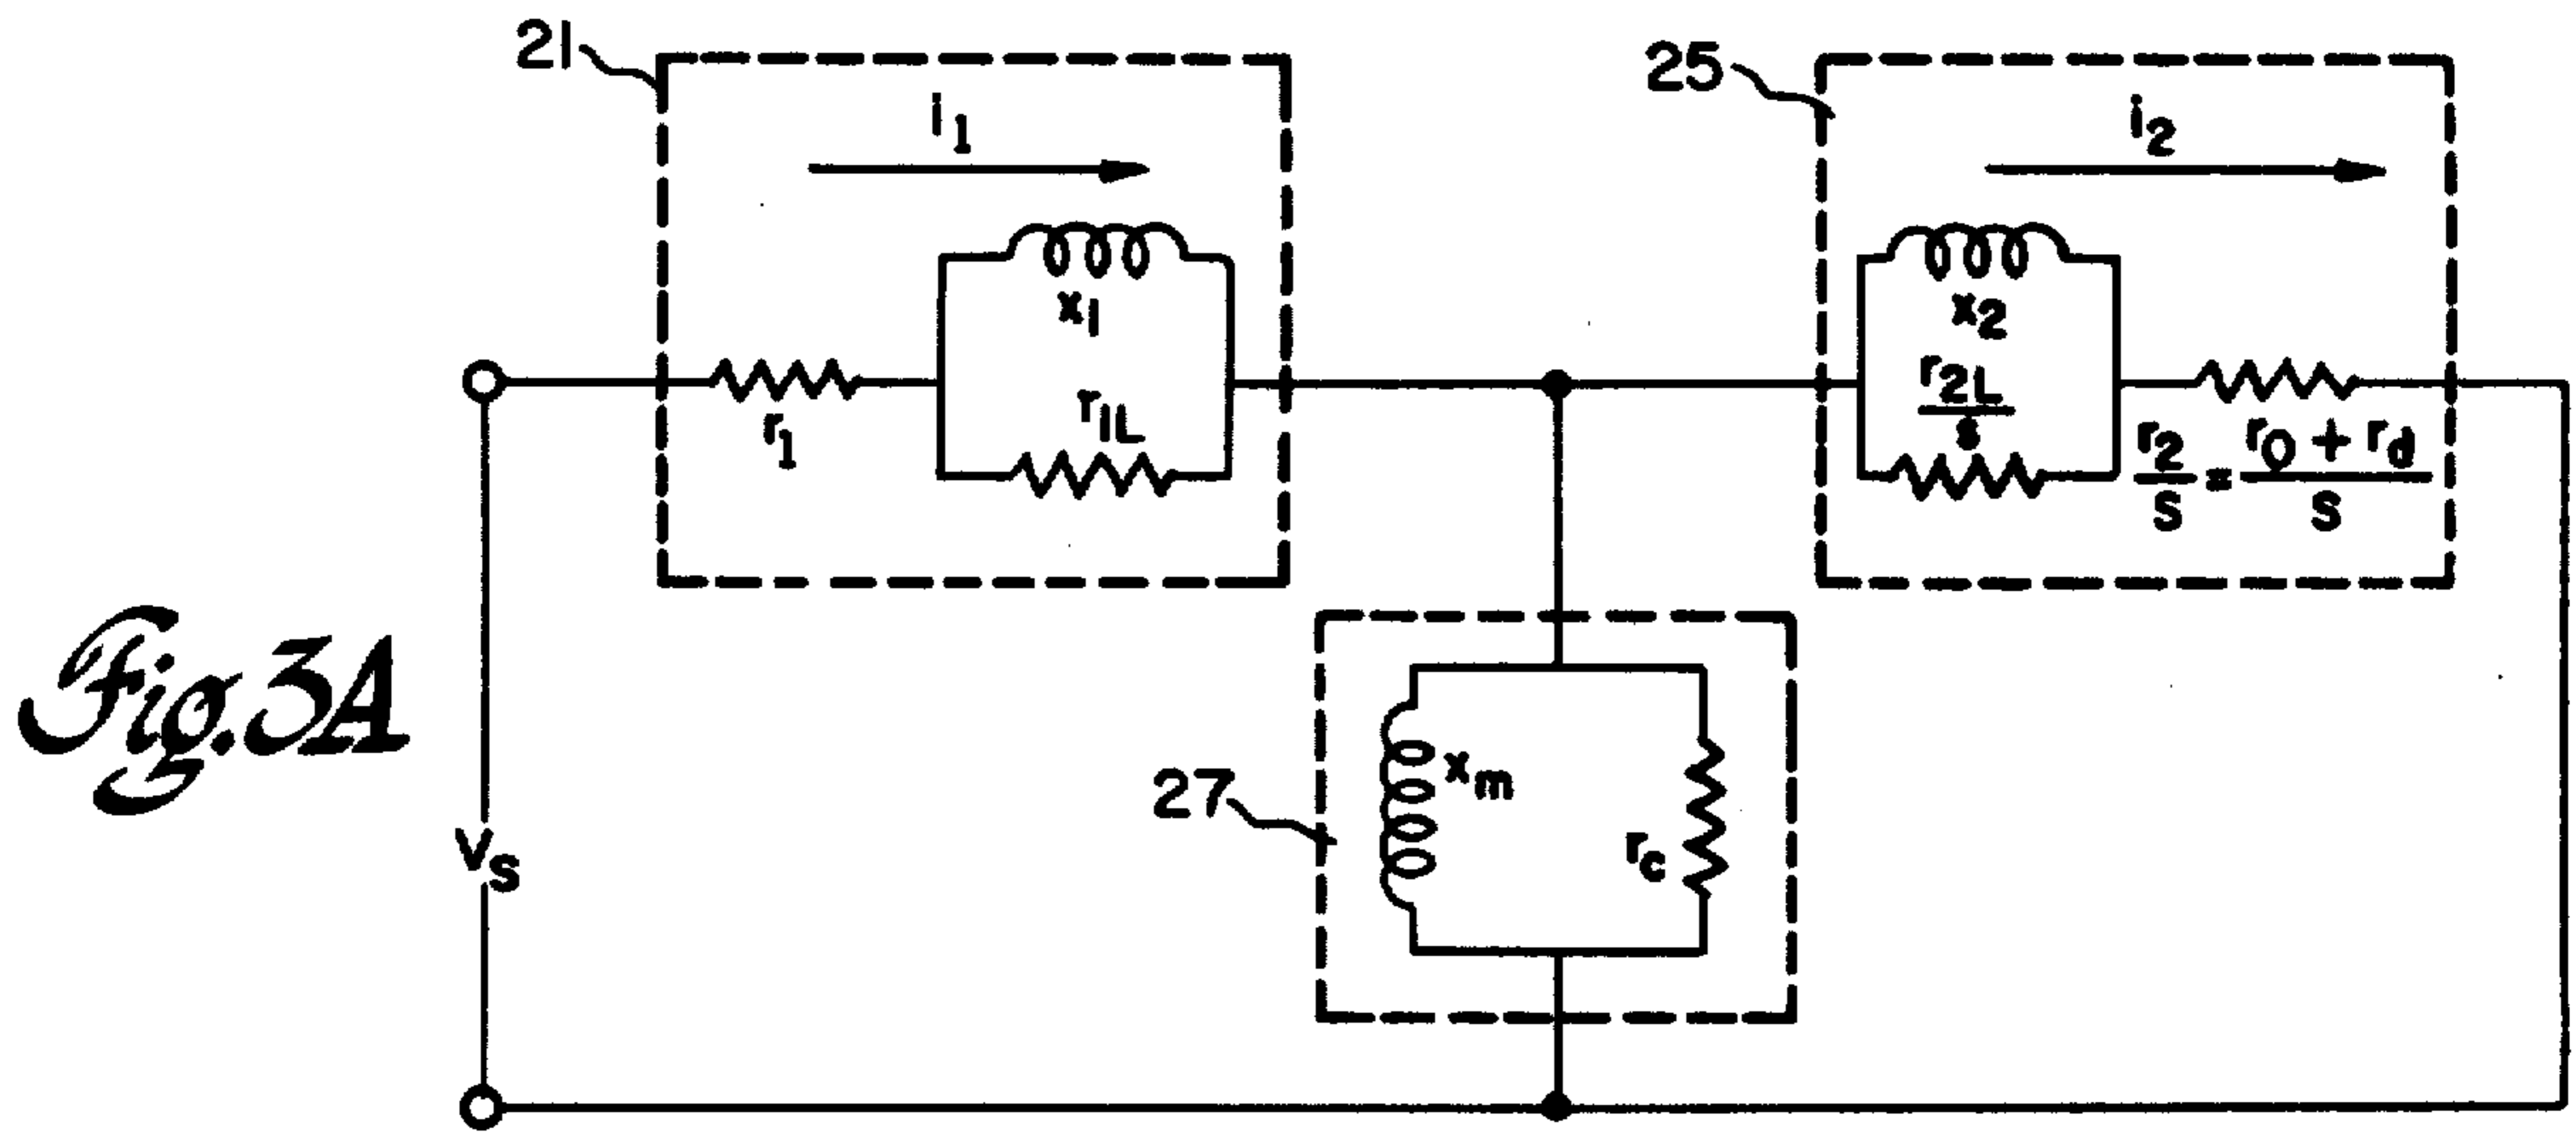 21
i1
x1
r1
r1L
25
i2
x2
r2L
s
r2
s
=
r0 + rd
s
Fig. 3A
vs
27
xm
rc